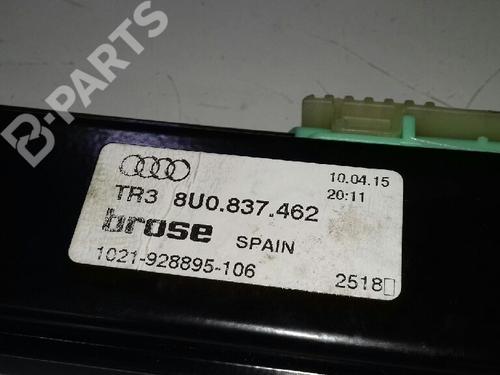 B-PARTS
10.04.15
20:11
TR3 8U0.837.462
brose SPAIN
1021-928895-106
2518